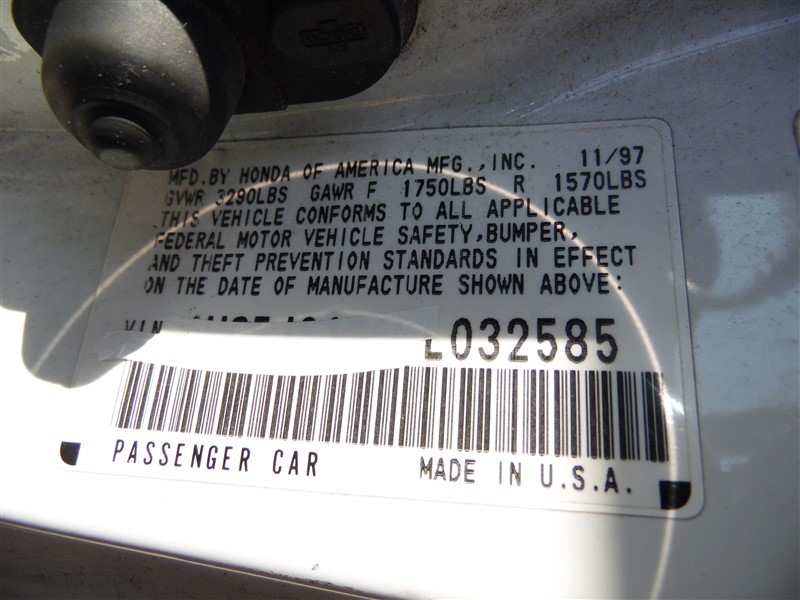 MFD. BY HONDA OF AMERICA MFG., INC. 11/97
GVWR 3290LBS GAWR F 1750LBS R 1570LBS
THIS VEHICLE CONFORMS TO ALL APPLICABLE
FEDERAL MOTOR VEHICLE SAFETY, BUMPER,
AND THEFT PREVENTION STANDARDS IN EFFECT
ON THE DATE OF MANUFACTURE SHOWN ABOVE:
VIN L032585
PASSENGER CAR MADE IN U.S.A.